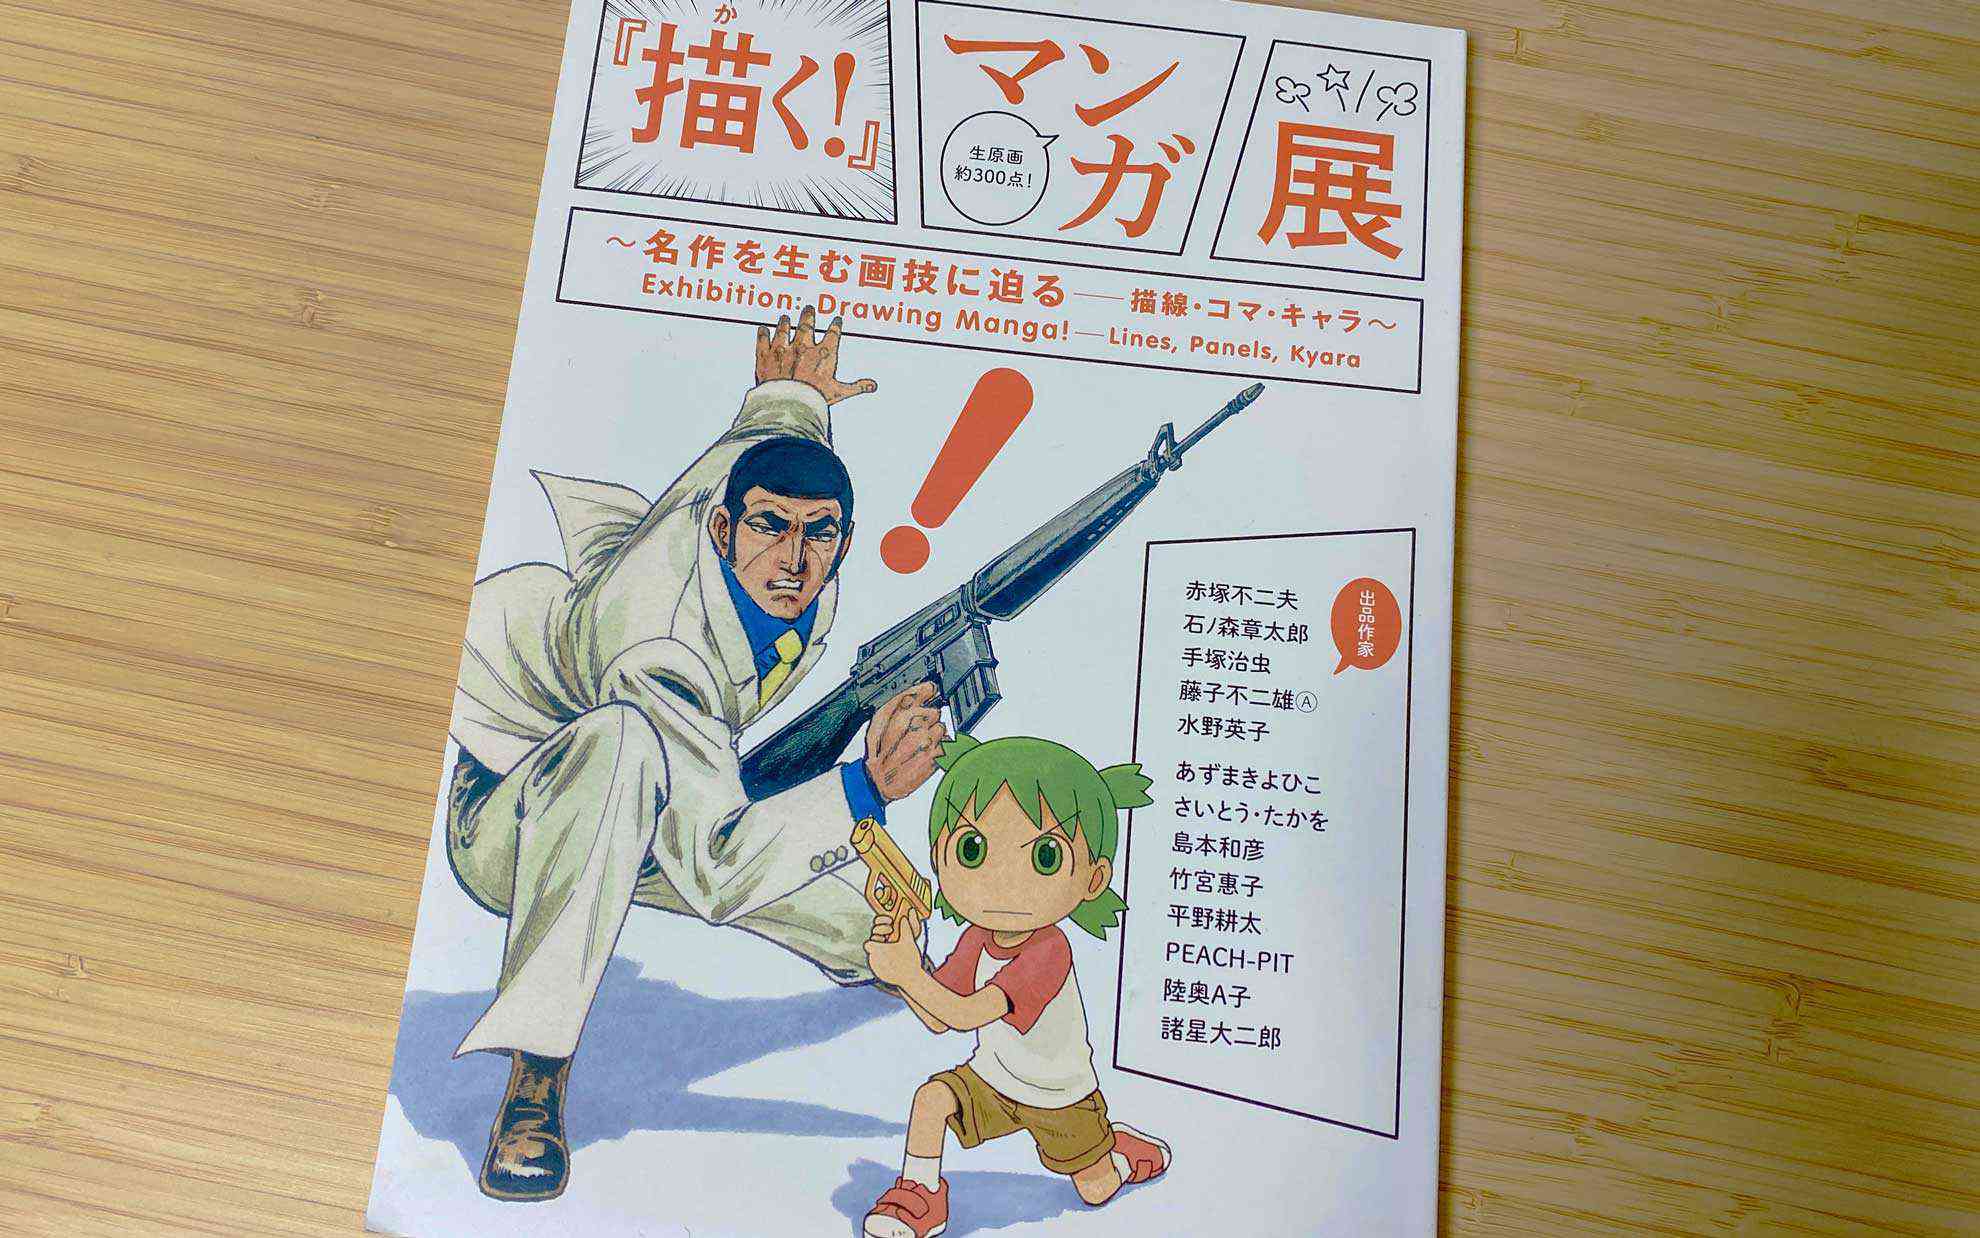 か
『描く!』
マンガ
生原画
約300点!
展
～名作を生む画技に迫る――描線・コマ・キャラ～
Exhibition: Drawing Manga!—Lines, Panels, Kyara
!
出品作家
赤塚不二夫
石ノ森章太郎
手塚治虫
藤子不二雄Ⓐ
水野英子
あずまきよひこ
さいとう・たかを
島本和彦
竹宮惠子
平野耕太
PEACH-PIT
陸奥A子
諸星大二郎